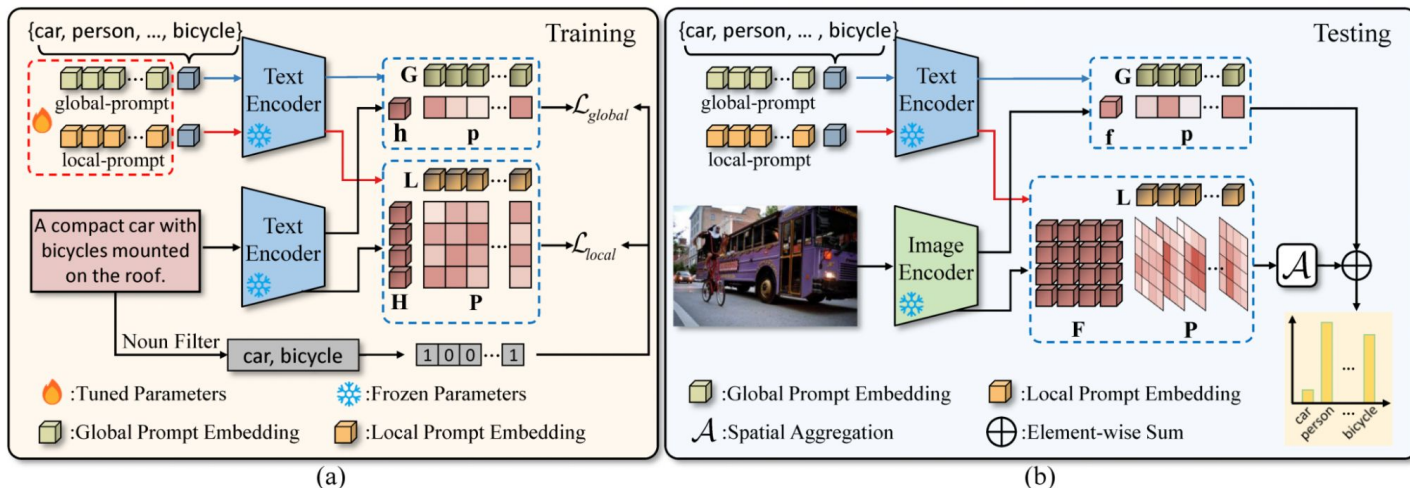 {car, person, ..., bicycle}
Training
global-prompt
local-prompt
Text
Encoder
G
h
p
ℒglobal
L
H
P
ℒlocal
A compact car with
bicycles mounted
on the roof.
Text
Encoder
Noun Filter
car, bicycle
1 0 0 ... 1
:Tuned Parameters
:Frozen Parameters
:Global Prompt Embedding
:Local Prompt Embedding
(a)
{car, person, ... , bicycle}
Testing
global-prompt
local-prompt
Text
Encoder
G
f
p
L
Image
Encoder
F
P
𝒜
car
person
...
bicycle
:Global Prompt Embedding
:Local Prompt Embedding
𝒜 :Spatial Aggregation
:Element-wise Sum
(b)